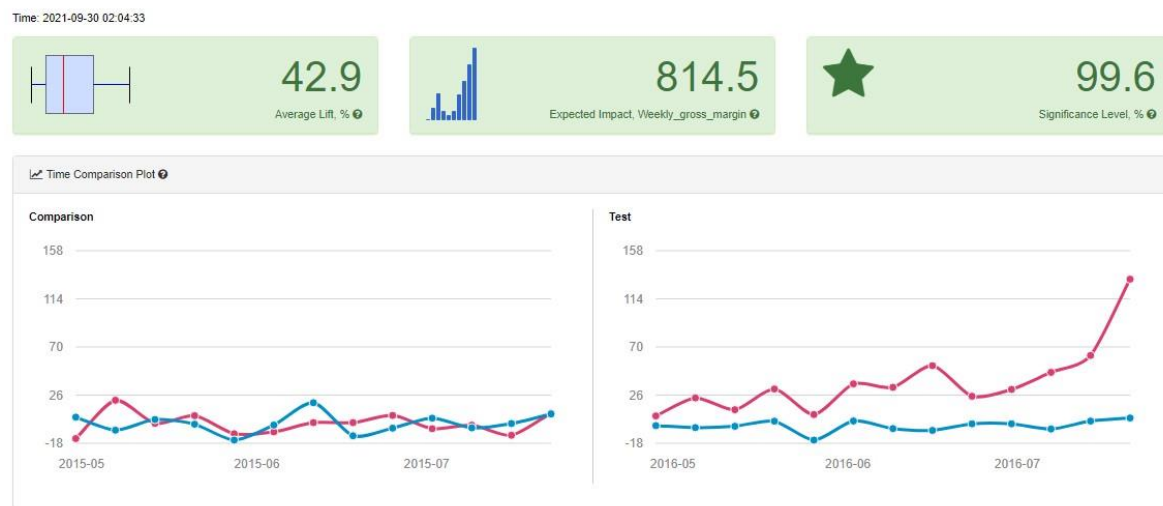 Time: 2021-09-30 02:04:33
42.9
Average Lift, %
814.5
Expected Impact, Weekly_gross_margin
99.6
Significance Level, %
Time Comparison Plot
Comparison
158
114
70
26
-18
2015-05 2015-06 2015-07
Test
158
114
70
26
-18
2016-05 2016-06 2016-07